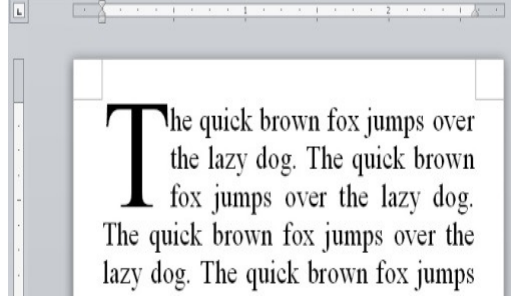 The quick brown fox jumps over
the lazy dog. The quick brown
fox jumps over the lazy dog.
The quick brown fox jumps over the
lazy dog. The quick brown fox jumps